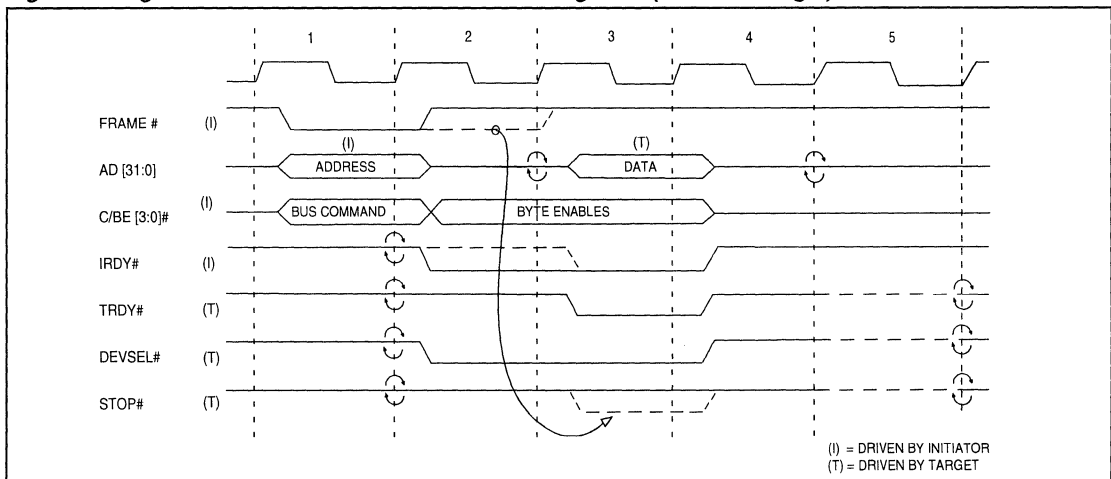 1 2 3 4 5
FRAME # (I)
(I) (T)
AD [31:0] ADDRESS DATA
C/BE [3:0]# (I) BUS COMMAND BYTE ENABLES
IRDY# (I)
TRDY# (T)
DEVSEL# (T)
STOP# (T)
(I) = DRIVEN BY INITIATOR
(T) = DRIVEN BY TARGET